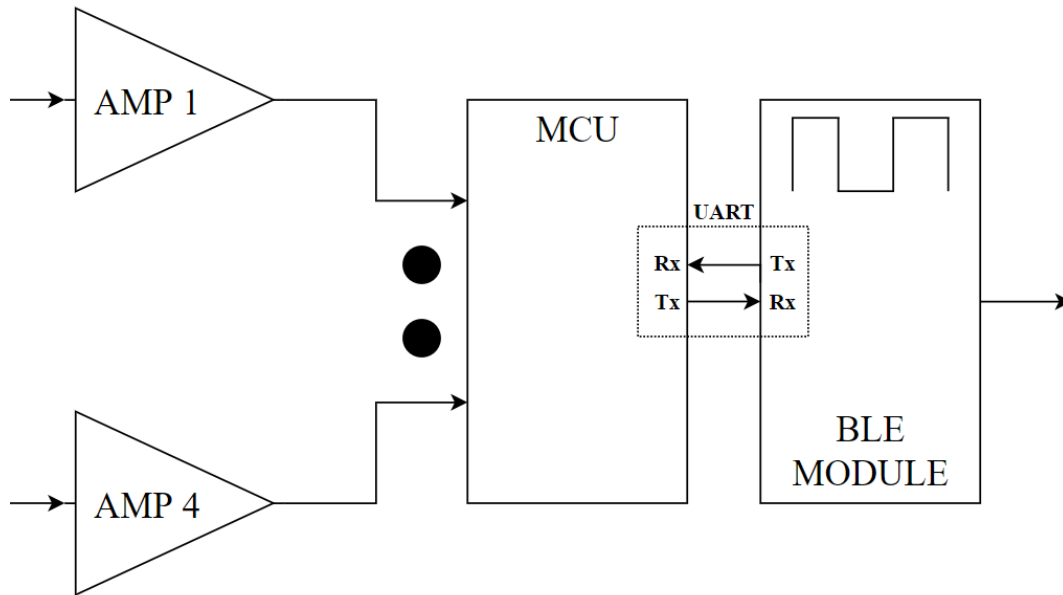 AMP 1
MCU
UART
Rx
Tx
Tx
Rx
BLE
MODULE
AMP 4